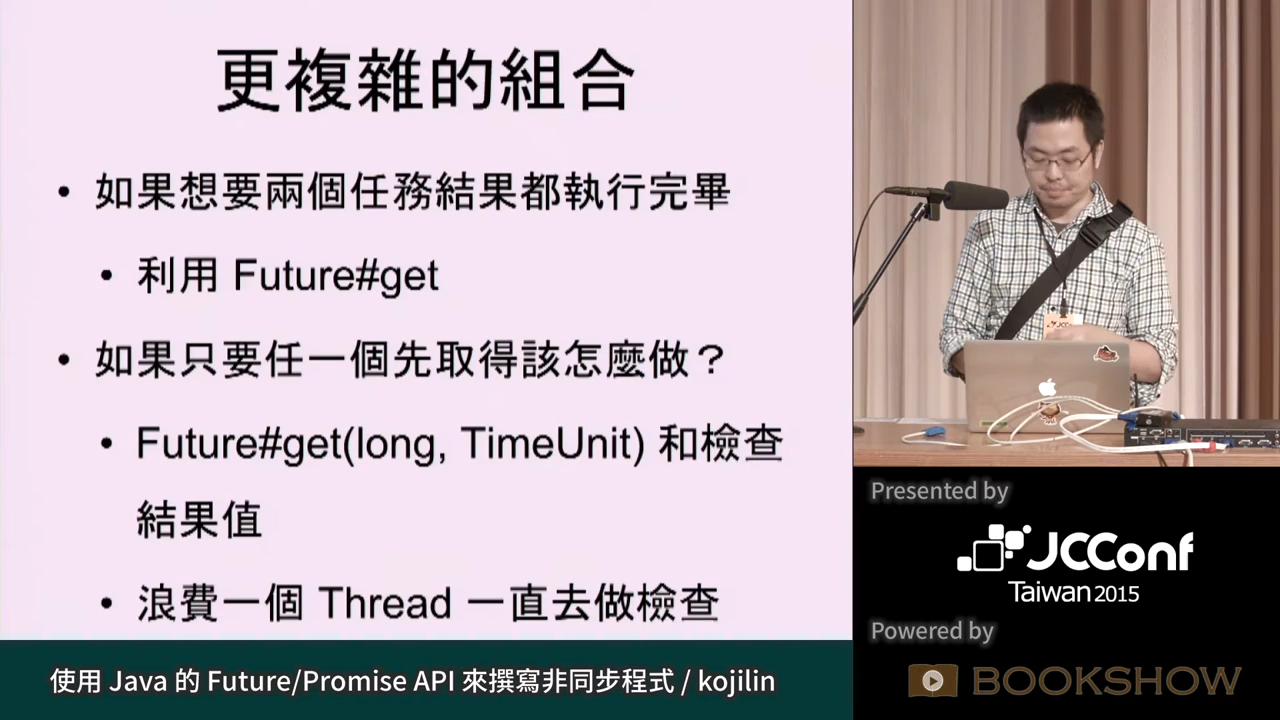 更複雜的組合
• 如果想要兩個任務結果都執行完畢
• 利用 Future#get
• 如果只要任一個先取得該怎麼做？
• Future#get(long, TimeUnit) 和檢查
結果值
• 浪費一個 Thread 一直去做檢查
使用 Java 的 Future/Promise API 來撰寫非同步程式 / kojilin
Presented by
JCConf
Taiwan 2015
Powered by
BOOKSHOW